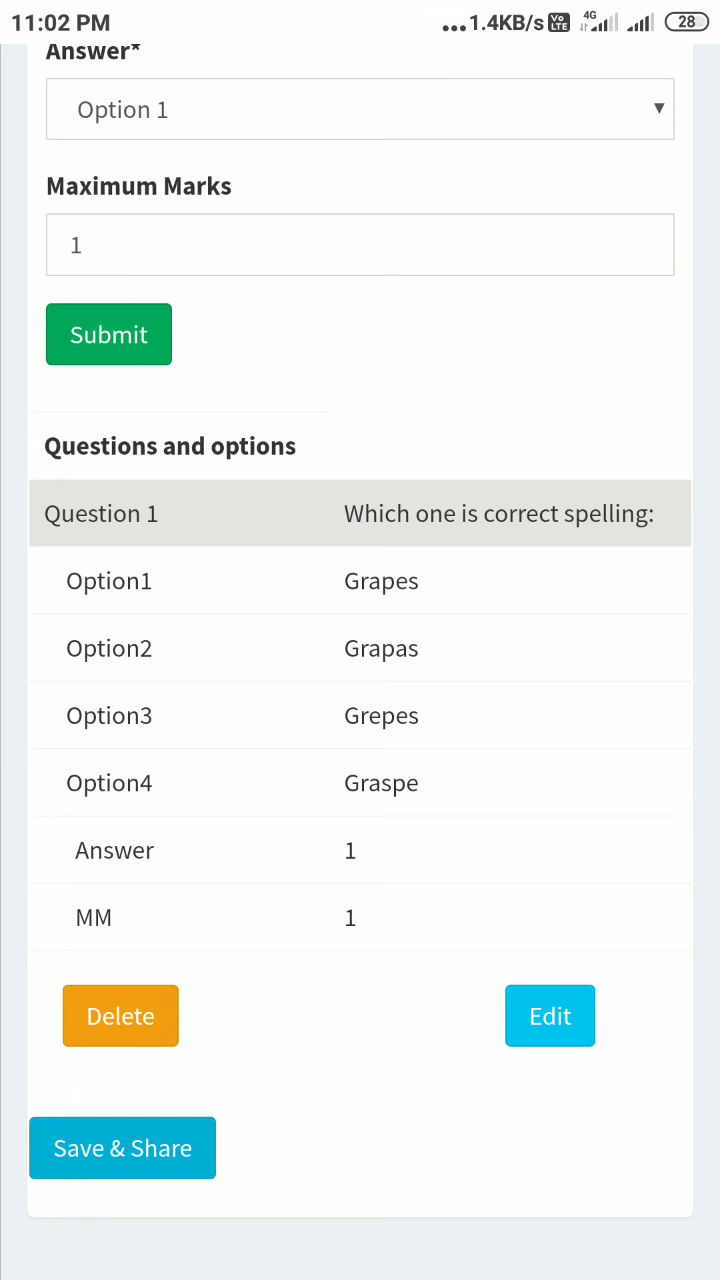 11:02 PM ...1.4KB/s Vo LTE 4G 28
Answer*
Option 1
Maximum Marks
1
Submit
Questions and options
Question 1 Which one is correct spelling:
Option1 Grapes
Option2 Grapas
Option3 Grepes
Option4 Graspe
Answer 1
MM 1
Delete Edit
Save & Share